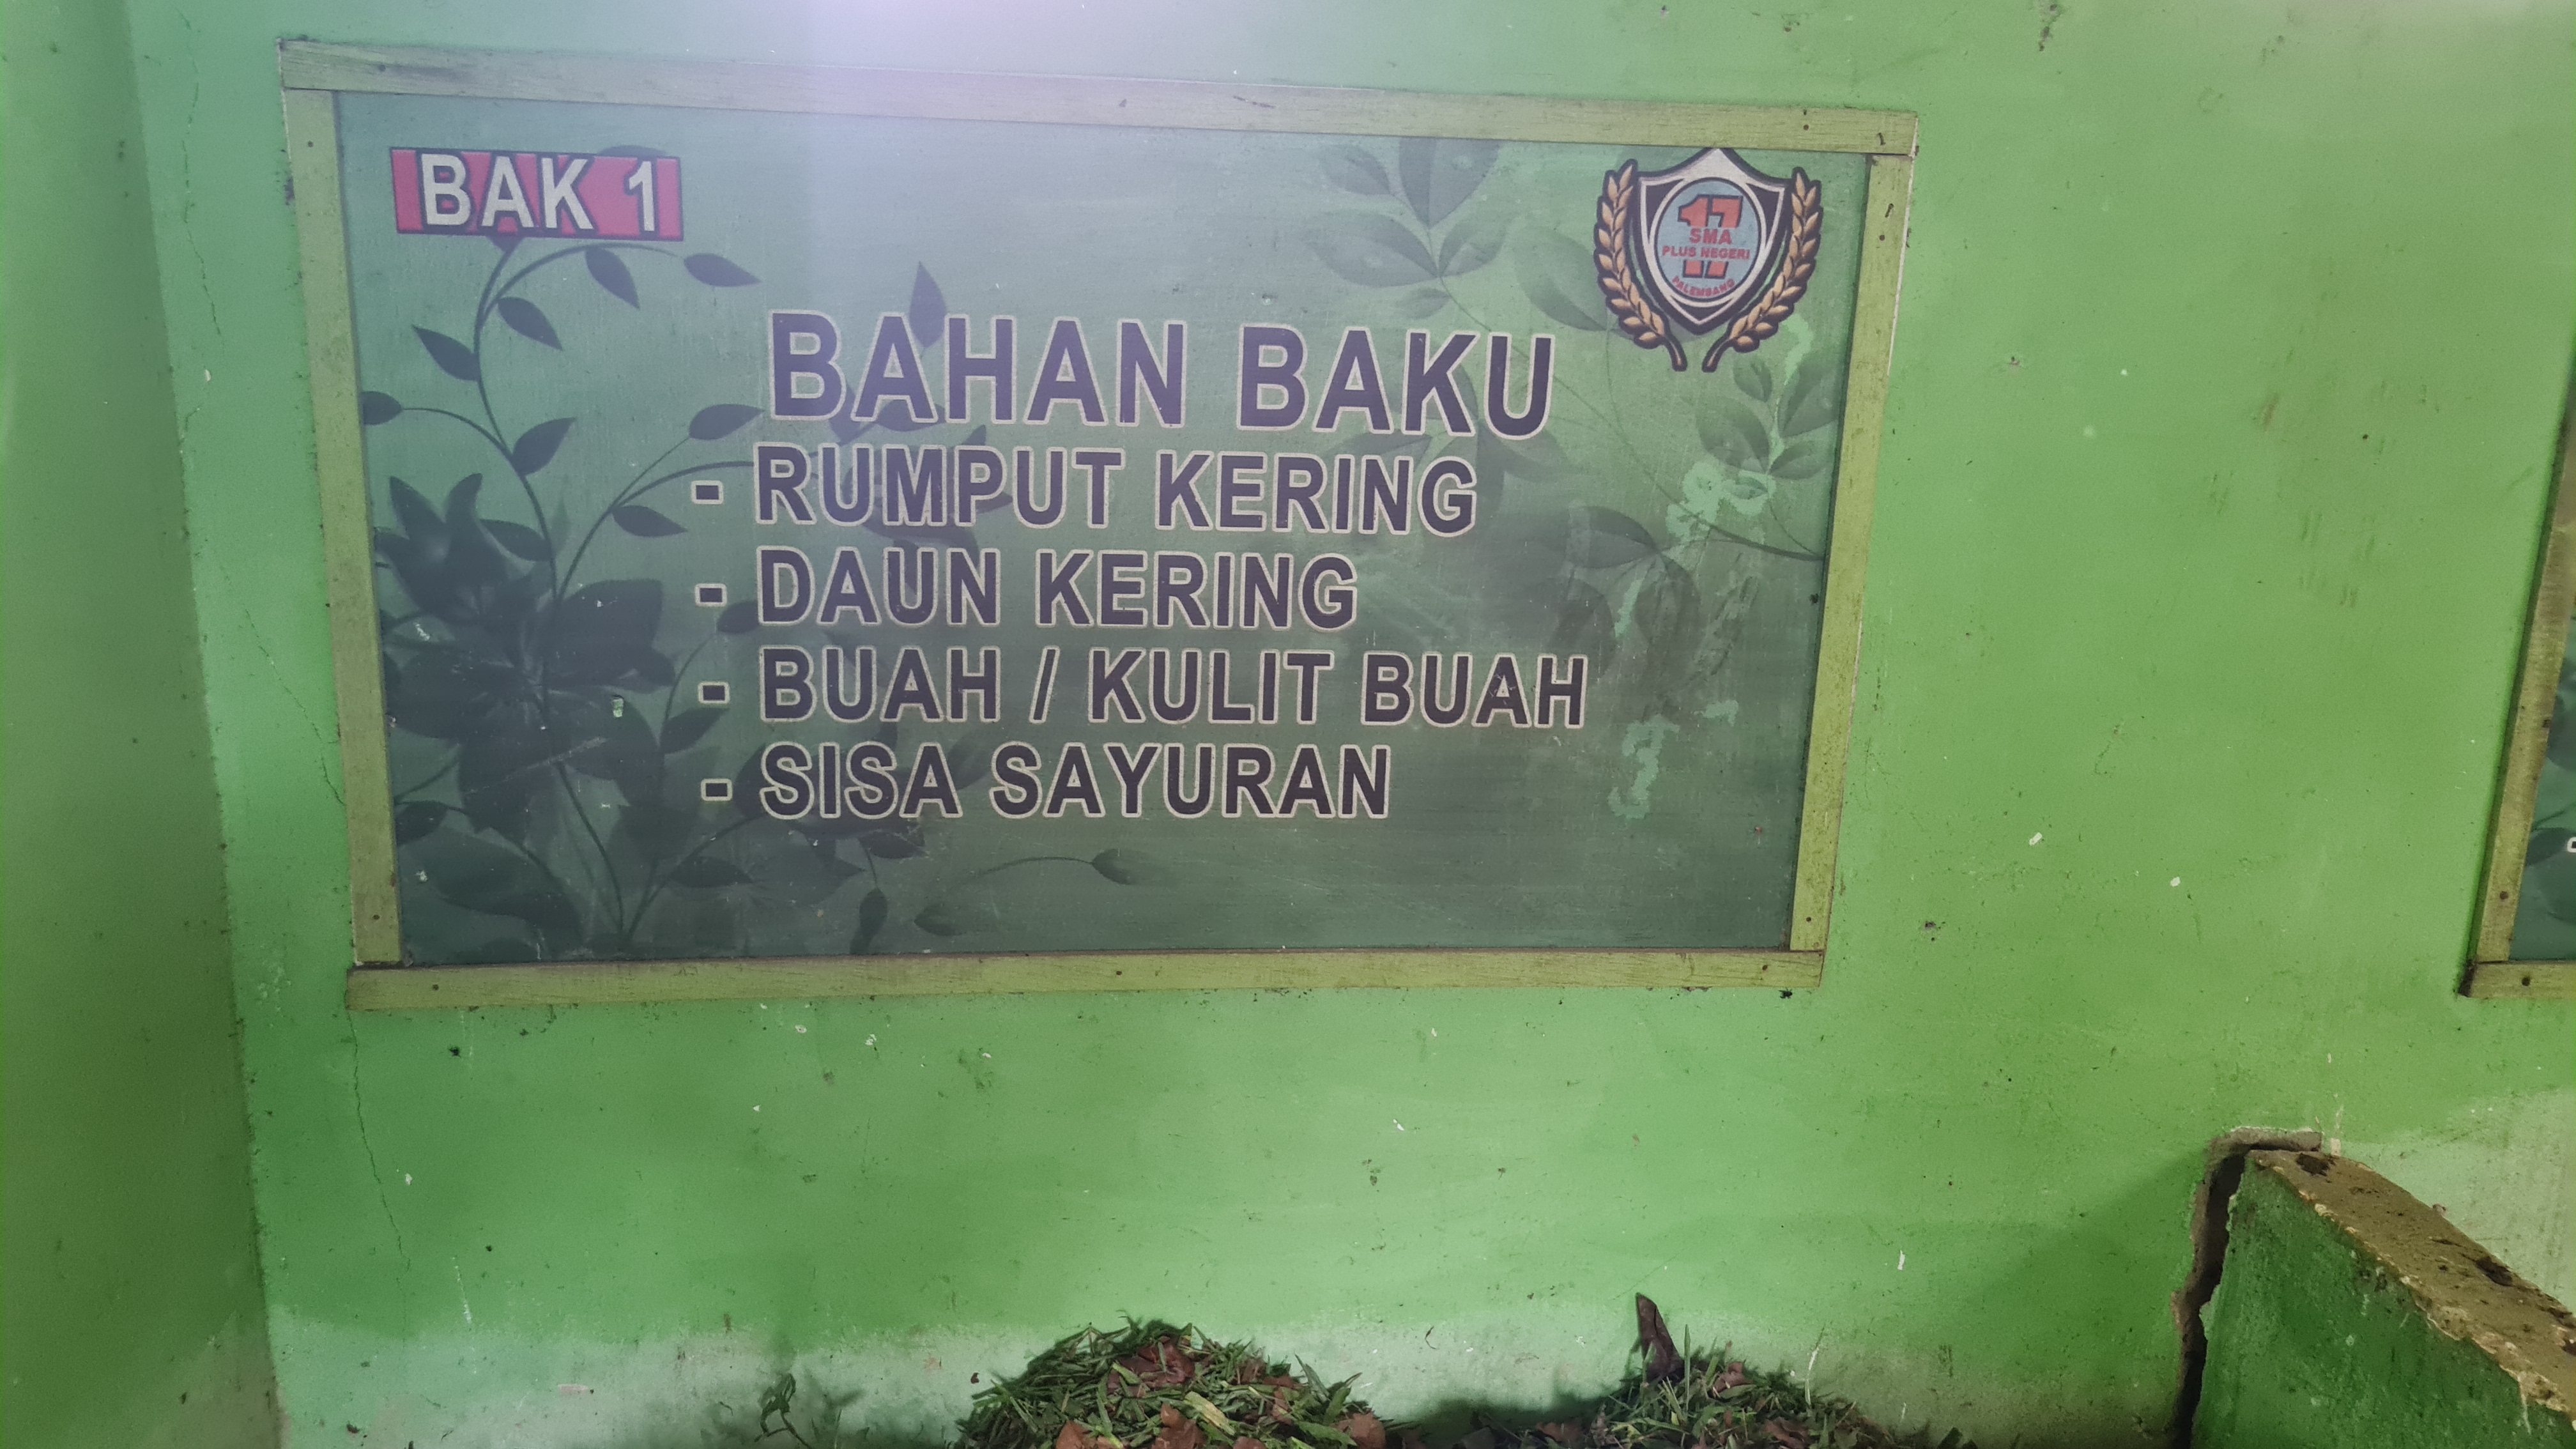 BAK 1
17
SMA
PLUS NEGERI
PALEMBANG
BAHAN BAKU
- RUMPUT KERING
- DAUN KERING
- BUAH / KULIT BUAH
- SISA SAYURAN